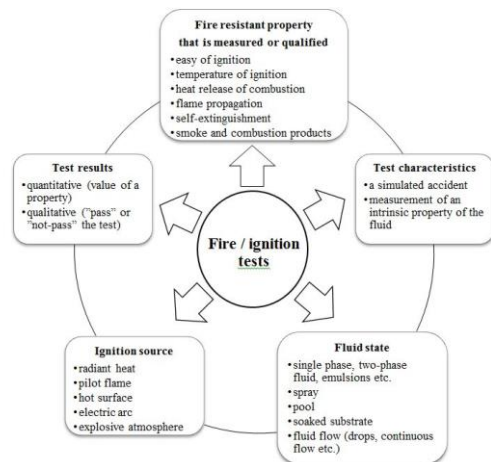 Fire resistant property
that is measured or qualified
•easy of ignition
•temperature of ignition
•heat release of combustion
•flame propagation
•self-extinguishment
•smoke and combustion products
Test results
•quantitative (value of a
property)
•qualitative ("pass" or
"not-pass" the test)
Test characteristics
•a simulated accident
•measurement of an
intrinsic property of the
fluid
Fire / ignition
tests
Ignition source
•radiant heat
•pilot flame
•hot surface
•electric arc
•explosive atmosphere
Fluid state
•single phase, two-phase
fluid, emulsions etc.
•spray
•pool
•soaked substrate
•fluid flow (drops, continuous
flow etc.)